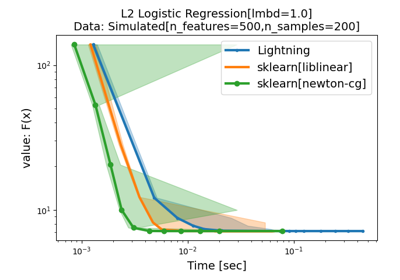 L2 Logistic Regression[lmbd=1.0]
Data: Simulated[n_features=500,n_samples=200]
Lightning
sklearn[liblinear]
sklearn[newton-cg]
value: F(x)
10²
10¹
10⁻³
10⁻²
10⁻¹
Time [sec]